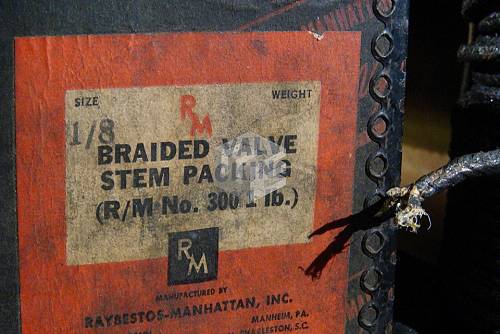 SIZE RM WEIGHT
1/8
BRAIDED VALVE
STEM PACKING
(R/M No. 300 1 lb.)
RM
MANUFACTURED BY
RAYBESTOS-MANHATTAN, INC.
MANHEIM, PA.
CHARLESTON, S.C.